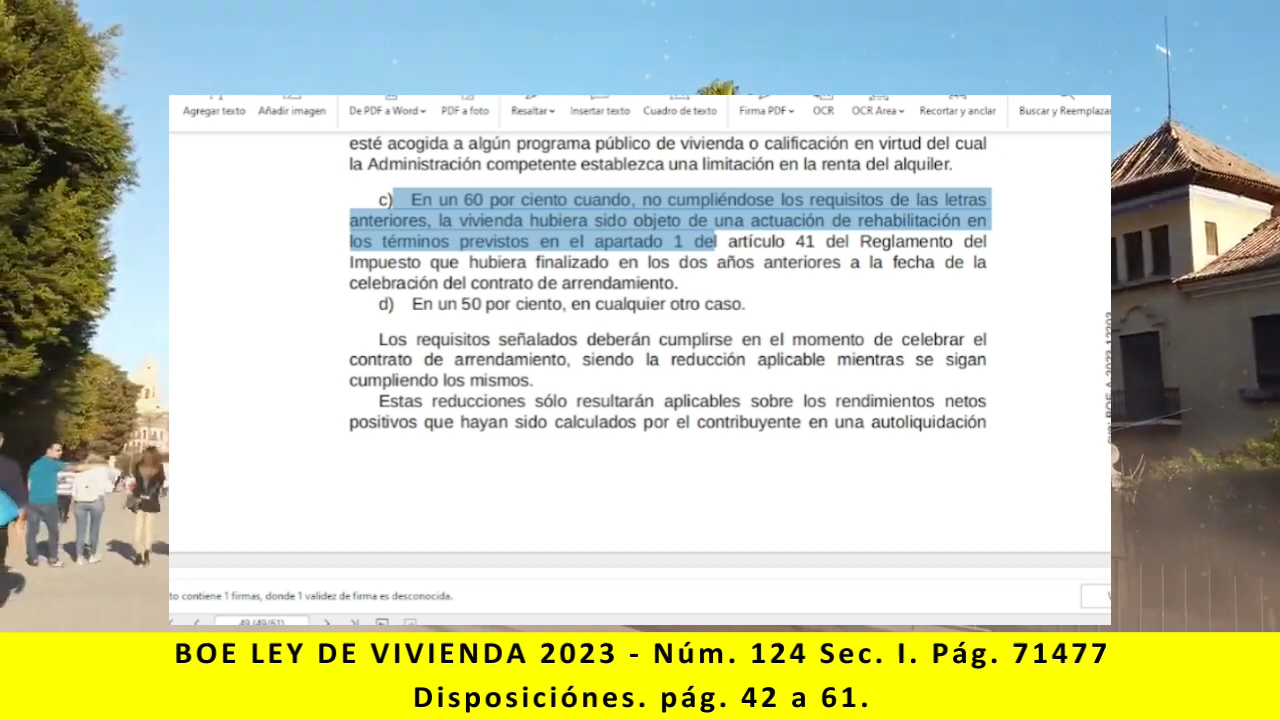 Agregar texto Añadir imagen De PDF a Word PDF a foto Resaltar Insertar texto Cuadro de texto Firma PDF OCR OCR Area Recortar y anclar Buscar y Reemplaza
esté acogida a algún programa público de vivienda o calificación en virtud del cual
la Administración competente establezca una limitación en la renta del alquiler.
c) En un 60 por ciento cuando, no cumpliéndose los requisitos de las letras
anteriores, la vivienda hubiera sido objeto de una actuación de rehabilitación en
los términos previstos en el apartado 1 del artículo 41 del Reglamento del
Impuesto que hubiera finalizado en los dos años anteriores a la fecha de la
celebración del contrato de arrendamiento.
d) En un 50 por ciento, en cualquier otro caso.
Los requisitos señalados deberán cumplirse en el momento de celebrar el
contrato de arrendamiento, siendo la reducción aplicable mientras se sigan
cumpliendo los mismos.
Estas reducciones sólo resultarán aplicables sobre los rendimientos netos
positivos que hayan sido calculados por el contribuyente en una autoliquidación
to contiene 1 firmas, donde 1 validez de firma es desconocida.
49 (49/61)
BOE LEY DE VIVIENDA 2023 - Núm. 124 Sec. I. Pág. 71477
Disposiciónes. pág. 42 a 61.